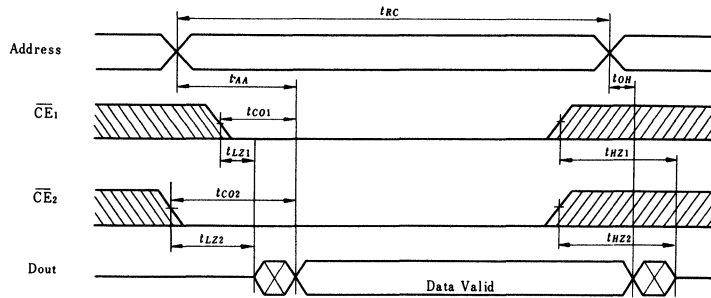 tRC
Address
tAA
tOH
CE1
tCO1
tLZ1
tHZ1
CE2
tCO2
tLZ2
tHZ2
Dout
Data Valid